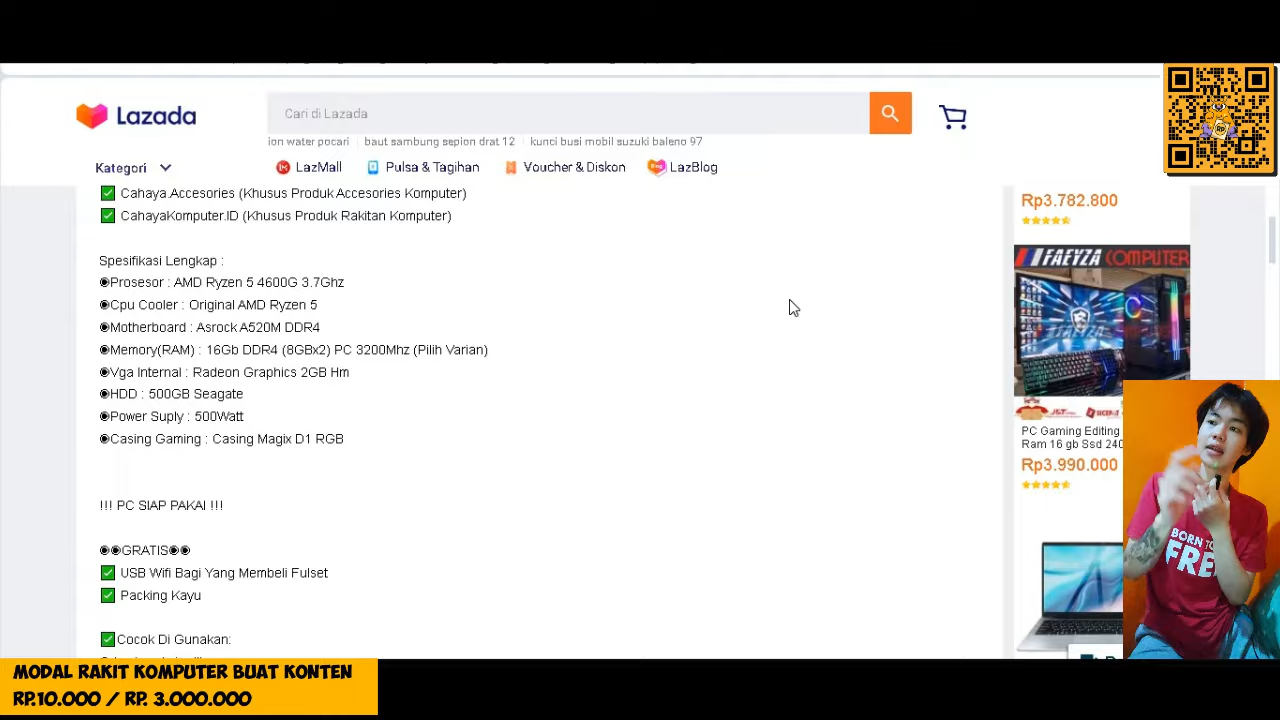 Lazada
Cari di Lazada
ion water pocari
baut sambung sepion drat 12
kunci busi mobil suzuki baleno 97
Kategori
LazMall
Pulsa & Tagihan
Voucher & Diskon
LazBlog
✅ Cahaya.Accesories (Khusus Produk Accesories Komputer)
✅ CahayaKomputer.ID (Khusus Produk Rakitan Komputer)
Spesifikasi Lengkap :
◉Prosesor : AMD Ryzen 5 4600G 3.7Ghz
◉Cpu Cooler : Original AMD Ryzen 5
◉Motherboard : Asrock A520M DDR4
◉Memory(RAM) : 16Gb DDR4 (8GBx2) PC 3200Mhz (Pilih Varian)
◉Vga Internal : Radeon Graphics 2GB Hm
◉HDD : 500GB Seagate
◉Power Suply : 500Watt
◉Casing Gaming : Casing Magix D1 RGB
!!! PC SIAP PAKAI !!!
◉◉GRATIS◉◉
✅ USB Wifi Bagi Yang Membeli Fulset
✅ Packing Kayu
✅Cocok Di Gunakan:
Rp3.782.800
FAEYZA COMPUTER
J&T
PC Gaming Editing
Ram 16 gb Ssd 240
Rp3.990.000
BORN TO
FREE
MODAL RAKIT KOMPUTER BUAT KONTEN
RP.10.000 / RP. 3.000.000